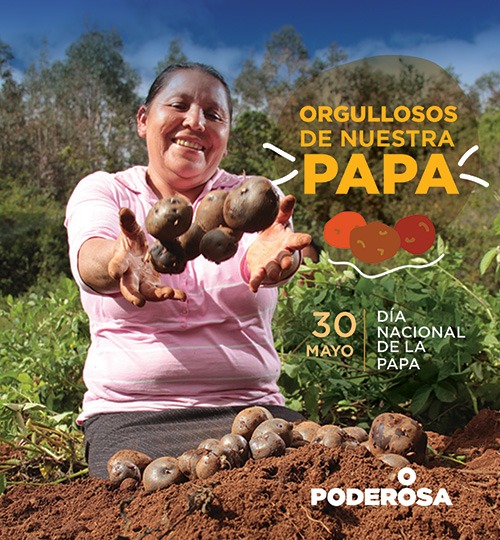 ORGULLOSOS
DE NUESTRA
PAPA
30
MAYO
DÍA
NACIONAL
DE LA
PAPA
PODEROSA